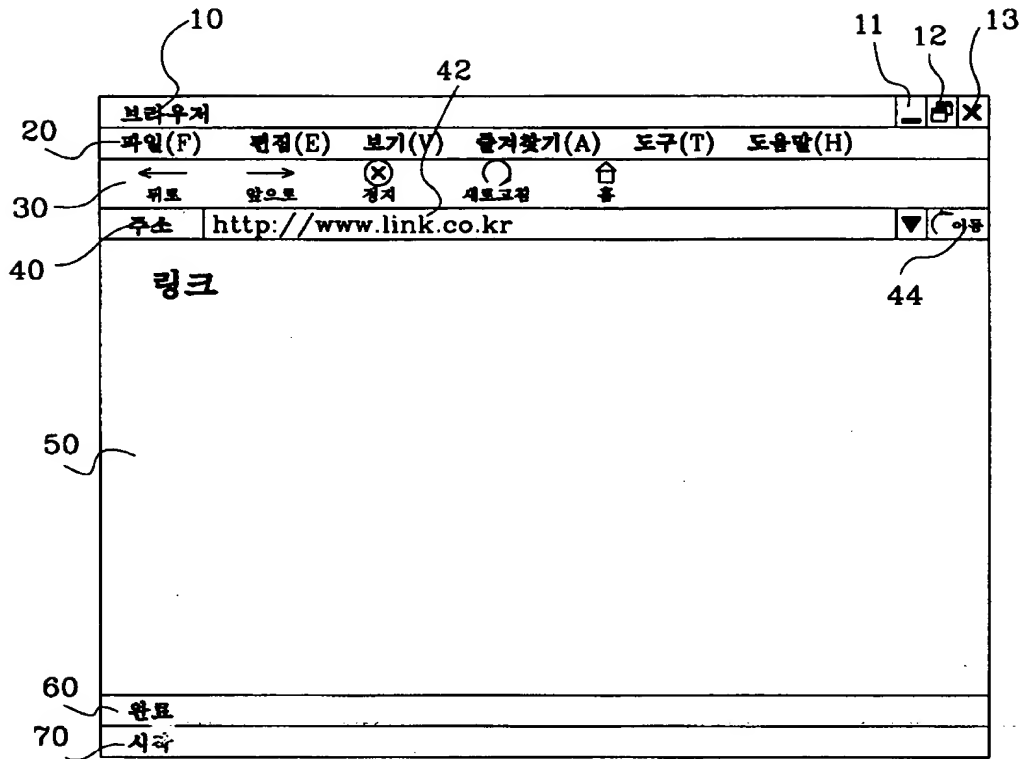 10
11 12 13
42
브라우저
20
파일(F) 편집(E) 보기(V) 즐겨찾기(A) 도구(T) 도움말(H)
30
뒤로 앞으로 정지 새로고침 홈
주소 http://www.link.co.kr 이동
40
링크
44
50
60
완료
70
시작